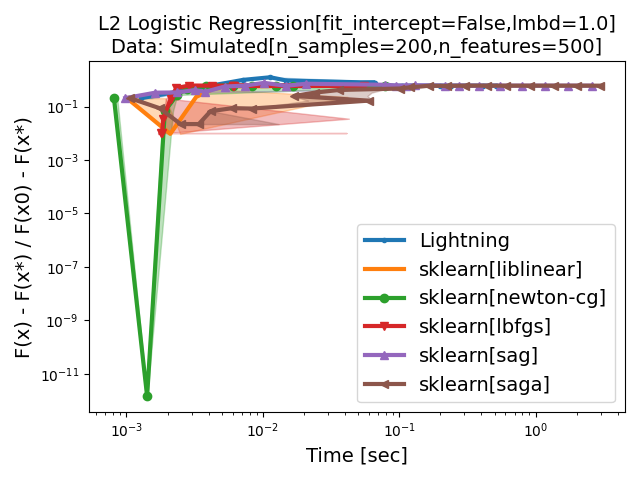 L2 Logistic Regression[fit_intercept=False,lmbd=1.0]
Data: Simulated[n_samples=200,n_features=500]
F(x) - F(x*) / F(x0) - F(x*)
10⁻¹
10⁻³
10⁻⁵
10⁻⁷
10⁻⁹
10⁻¹¹
Lightning
sklearn[liblinear]
sklearn[newton-cg]
sklearn[lbfgs]
sklearn[sag]
sklearn[saga]
10⁻³ 10⁻² 10⁻¹ 10⁰
Time [sec]